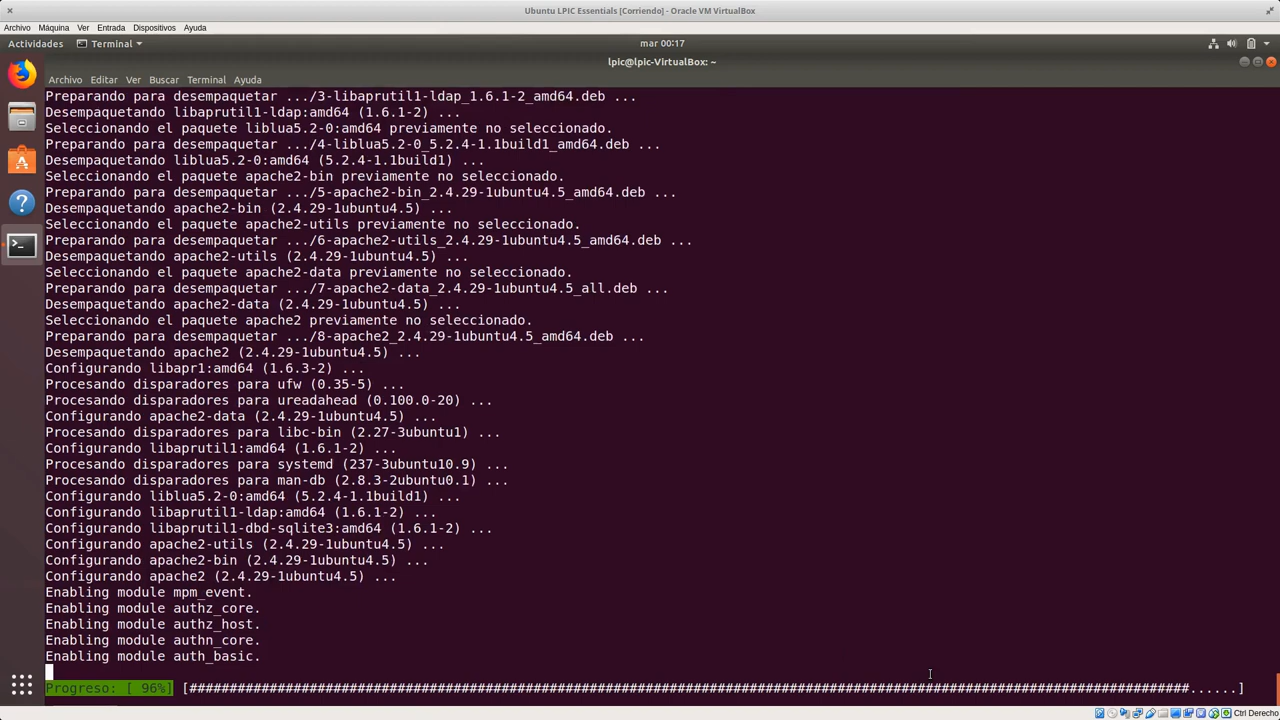 Ubuntu LPIC Essentials [Corriendo] - Oracle VM VirtualBox
Archivo Máquina Ver Entrada Dispositivos Ayuda
Actividades Terminal mar 00:17
lpic@lpic-VirtualBox: ~
Archivo Editar Ver Buscar Terminal Ayuda
Preparando para desempaquetar .../3-libaprutil1-ldap_1.6.1-2_amd64.deb ...
Desempaquetando libaprutil1-ldap:amd64 (1.6.1-2) ...
Seleccionando el paquete liblua5.2-0:amd64 previamente no seleccionado.
Preparando para desempaquetar .../4-liblua5.2-0_5.2.4-1.1build1_amd64.deb ...
Desempaquetando liblua5.2-0:amd64 (5.2.4-1.1build1) ...
Seleccionando el paquete apache2-bin previamente no seleccionado.
Preparando para desempaquetar .../5-apache2-bin_2.4.29-1ubuntu4.5_amd64.deb ...
Desempaquetando apache2-bin (2.4.29-1ubuntu4.5) ...
Seleccionando el paquete apache2-utils previamente no seleccionado.
Preparando para desempaquetar .../6-apache2-utils_2.4.29-1ubuntu4.5_amd64.deb ...
Desempaquetando apache2-utils (2.4.29-1ubuntu4.5) ...
Seleccionando el paquete apache2-data previamente no seleccionado.
Preparando para desempaquetar .../7-apache2-data_2.4.29-1ubuntu4.5_all.deb ...
Desempaquetando apache2-data (2.4.29-1ubuntu4.5) ...
Seleccionando el paquete apache2 previamente no seleccionado.
Preparando para desempaquetar .../8-apache2_2.4.29-1ubuntu4.5_amd64.deb ...
Desempaquetando apache2 (2.4.29-1ubuntu4.5) ...
Configurando libapr1:amd64 (1.6.3-2) ...
Procesando disparadores para ufw (0.35-5) ...
Procesando disparadores para ureadahead (0.100.0-20) ...
Configurando apache2-data (2.4.29-1ubuntu4.5) ...
Procesando disparadores para libc-bin (2.27-3ubuntu1) ...
Configurando libaprutil1:amd64 (1.6.1-2) ...
Procesando disparadores para systemd (237-3ubuntu10.9) ...
Procesando disparadores para man-db (2.8.3-2ubuntu0.1) ...
Configurando liblua5.2-0:amd64 (5.2.4-1.1build1) ...
Configurando libaprutil1-ldap:amd64 (1.6.1-2) ...
Configurando libaprutil1-dbd-sqlite3:amd64 (1.6.1-2) ...
Configurando apache2-utils (2.4.29-1ubuntu4.5) ...
Configurando apache2-bin (2.4.29-1ubuntu4.5) ...
Configurando apache2 (2.4.29-1ubuntu4.5) ...
Enabling module mpm_event.
Enabling module authz_core.
Enabling module authz_host.
Enabling module authn_core.
Enabling module auth_basic.
Progreso: [ 96%] [#############################################################################################################################......]
Ctrl Derecho